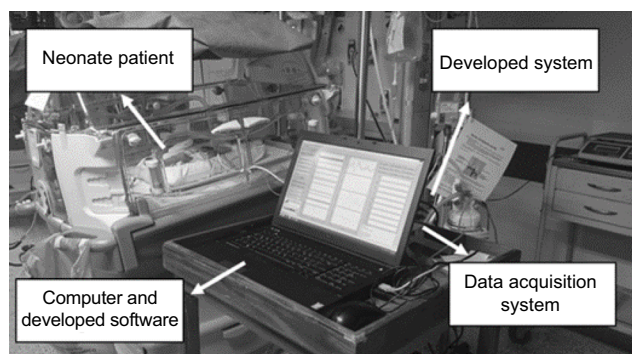 Neonate patient
Developed system
Computer and
developed software
Data acquisition
system